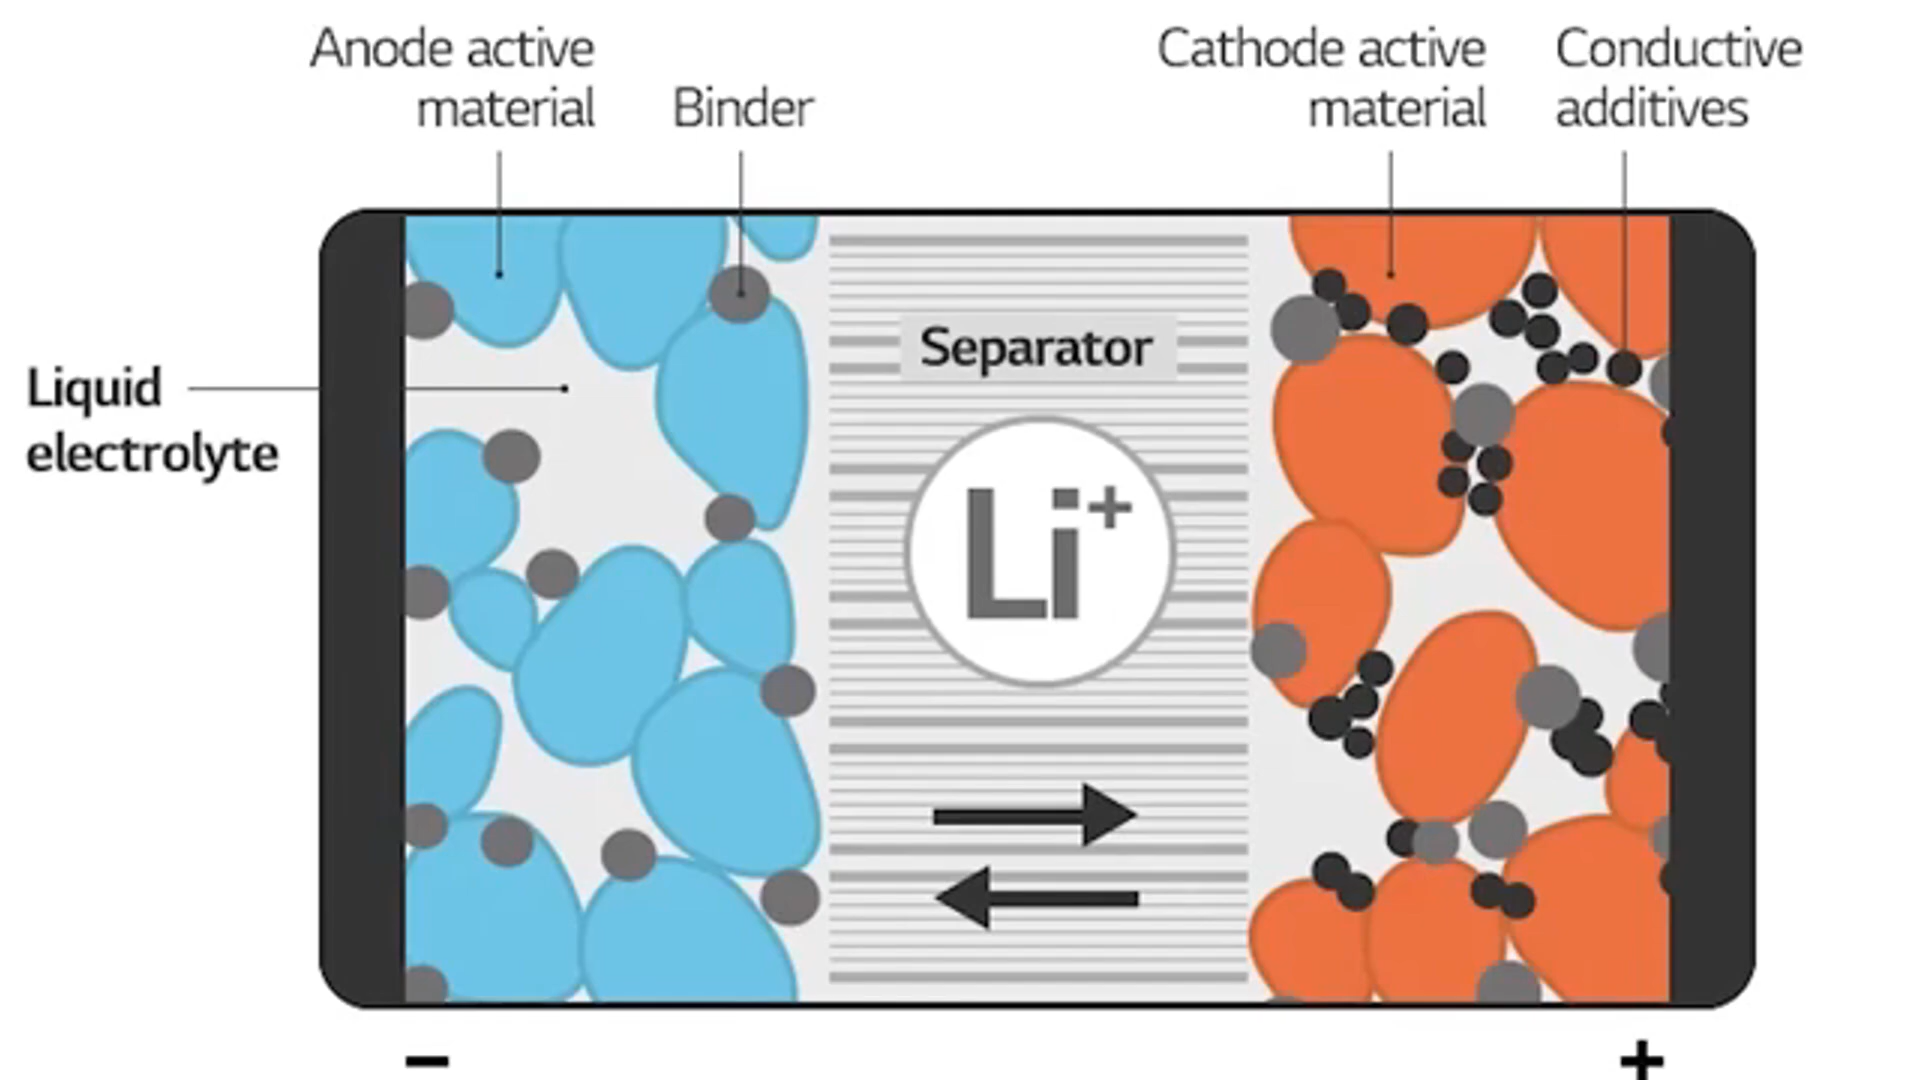 Anode active
material
Binder
Cathode active
material
Conductive
additives
Liquid
electrolyte
Separator
Li+
−
+